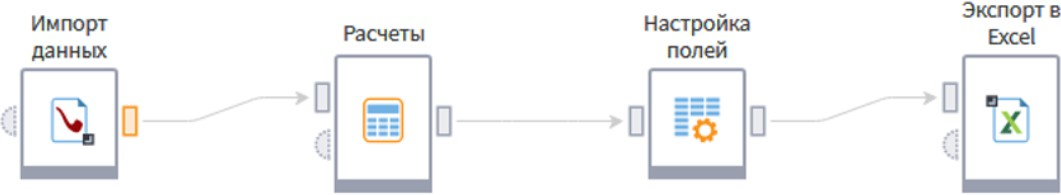 Импорт
данных
Расчеты
Настройка
полей
Экспорт в
Excel